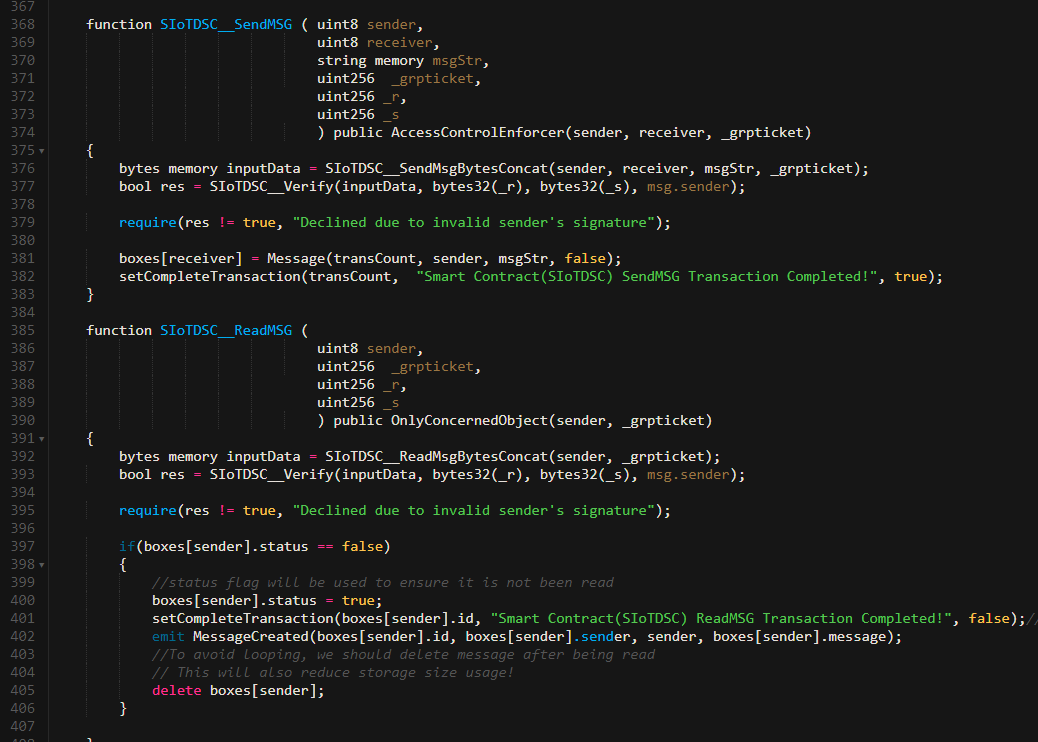 367
368 function SIoTDSC__SendMSG ( uint8 sender,
369 uint8 receiver,
370 string memory msgStr,
371 uint256 _grpticket,
372 uint256 _r,
373 uint256 _s
374 ) public AccessControlEnforcer(sender, receiver, _grpticket)
375 {
376 bytes memory inputData = SIoTDSC__SendMsgBytesConcat(sender, receiver, msgStr, _grpticket);
377 bool res = SIoTDSC__Verify(inputData, bytes32(_r), bytes32(_s), msg.sender);
378
379 require(res != true, "Declined due to invalid sender's signature");
380
381 boxes[receiver] = Message(transCount, sender, msgStr, false);
382 setCompleteTransaction(transCount, "Smart Contract(SIoTDSC) SendMSG Transaction Completed!", true);
383 }
384
385 function SIoTDSC__ReadMSG (
386 uint8 sender,
387 uint256 _grpticket,
388 uint256 _r,
389 uint256 _s
390 ) public OnlyConcernedObject(sender, _grpticket)
391 {
392 bytes memory inputData = SIoTDSC__ReadMsgBytesConcat(sender, _grpticket);
393 bool res = SIoTDSC__Verify(inputData, bytes32(_r), bytes32(_s), msg.sender);
394
395 require(res != true, "Declined due to invalid sender's signature");
396
397 if(boxes[sender].status == false)
398 {
399 //status flag will be used to ensure it is not been read
400 boxes[sender].status = true;
401 setCompleteTransaction(boxes[sender].id, "Smart Contract(SIoTDSC) ReadMSG Transaction Completed!", false);//
402 emit MessageCreated(boxes[sender].id, boxes[sender].sender, sender, boxes[sender].message);
403 //To avoid looping, we should delete message after being read
404 // This will also reduce storage size usage!
405 delete boxes[sender];
406 }
407